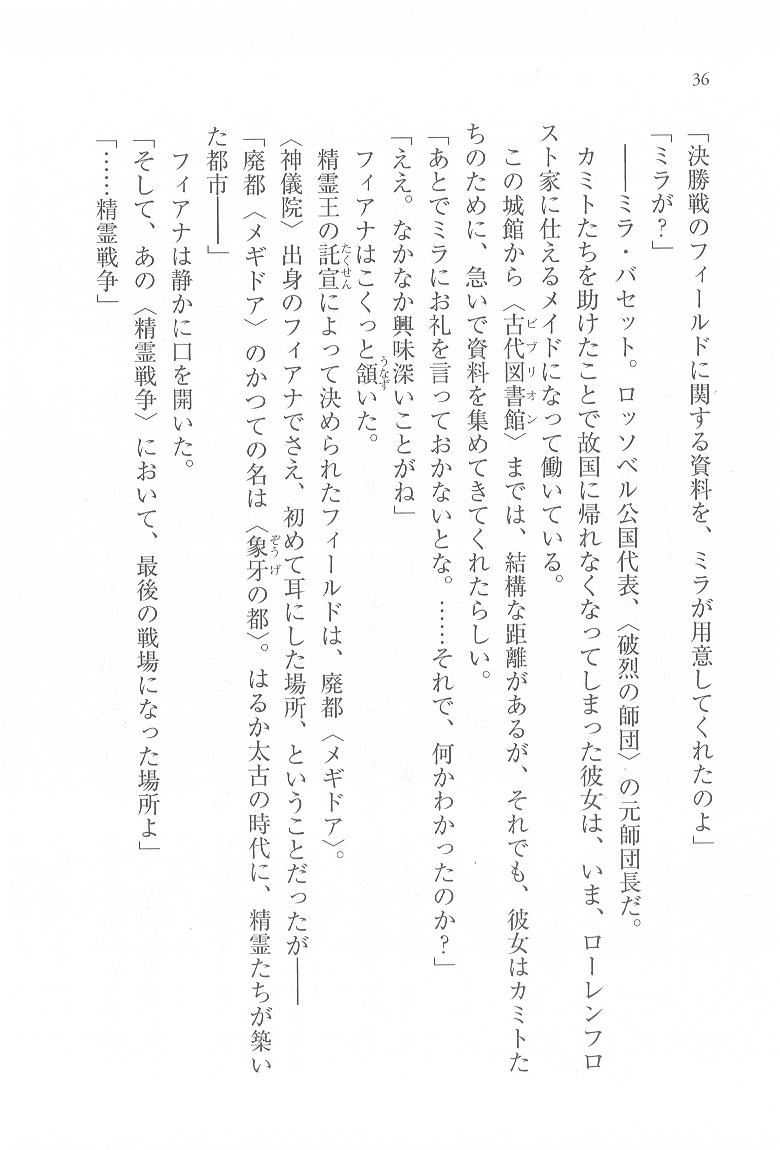 36
「決勝戦のフィールドに関する資料を、ミラが用意してくれたのよ」
「ミラが?」
――ミラ・バセット。ロッソベル公国代表、〈破烈の師団〉の元師団長だ。
カミトたちを助けたことで故国に帰れなくなってしまった彼女は、いま、ローレンフロ
スト家に仕えるメイドになって働いている。
この城館から〈古代図書館〉までは、結構な距離があるが、それでも、彼女はカミトた
ビブリオン
ちのために、急いで資料を集めてきてくれたらしい。
「あとでミラにお礼を言っておかないとな。……それで、何かわかったのか?」
「ええ。なかなか興味深いことがね」
フィアナはこくっと頷いた。
うなず
精霊王の託宣によって決められたフィールドは、廃都〈メギドア〉。
たくせん
〈神儀院〉出身のフィアナでさえ、初めて耳にした場所、ということだったが――
「廃都〈メギドア〉のかつての名は〈象牙の都〉。はるか太古の時代に、精霊たちが築い
ぞうげ
た都市――」
フィアナは静かに口を開いた。
「そして、あの〈精霊戦争〉において、最後の戦場になった場所よ」
「……精霊戦争」